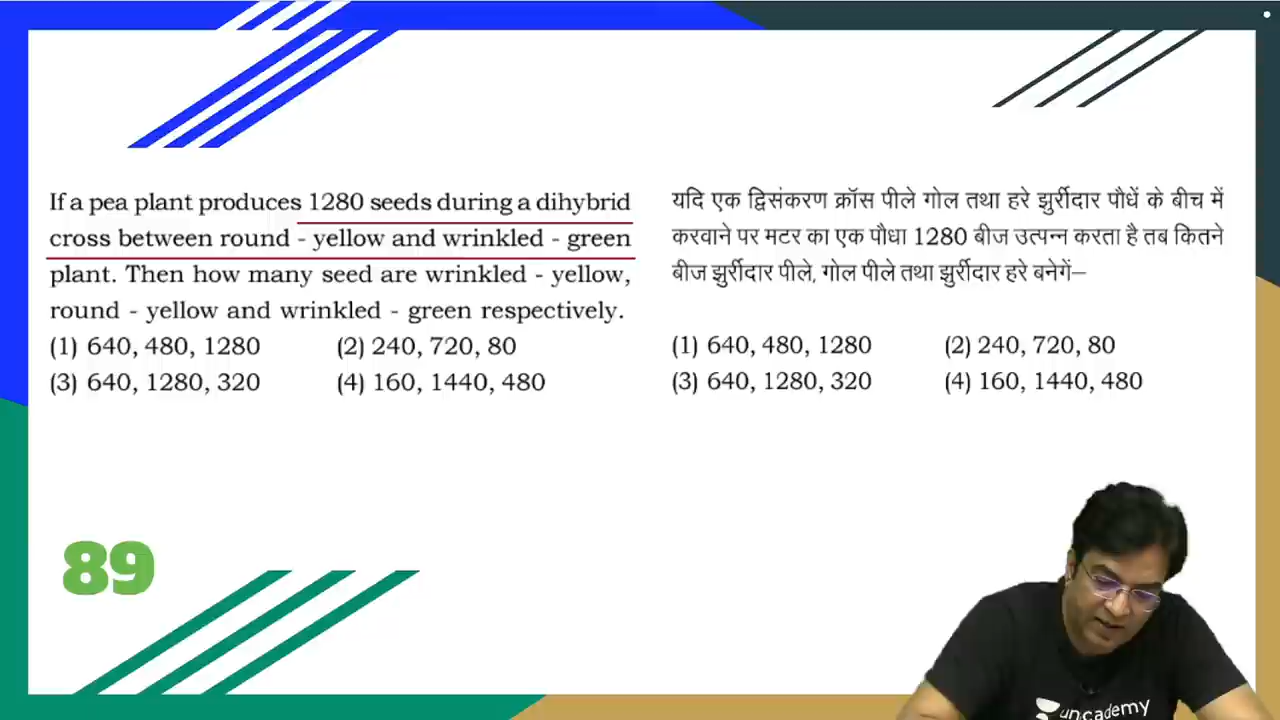 If a pea plant produces 1280 seeds during a dihybrid
cross between round - yellow and wrinkled - green
plant. Then how many seed are wrinkled - yellow,
round - yellow and wrinkled - green respectively.
(1) 640, 480, 1280 (2) 240, 720, 80
(3) 640, 1280, 320 (4) 160, 1440, 480
यदि एक द्विसंकरण क्रॉस पीले गोल तथा हरे झुर्रीदार पौधें के बीच में
करवाने पर मटर का एक पौधा 1280 बीज उत्पन्न करता है तब कितने
बीज झुर्रीदार पीले, गोल पीले तथा झुर्रीदार हरे बनेगें–
(1) 640, 480, 1280 (2) 240, 720, 80
(3) 640, 1280, 320 (4) 160, 1440, 480
89
unacademy